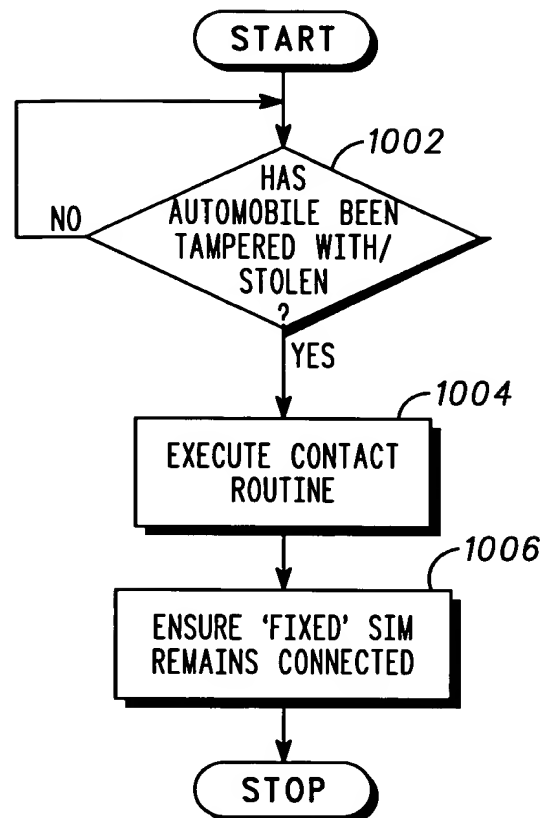 START
1002
HAS
AUTOMOBILE BEEN
TAMPERED WITH/
STOLEN
?
NO
YES
1004
EXECUTE CONTACT
ROUTINE
1006
ENSURE 'FIXED' SIM
REMAINS CONNECTED
STOP